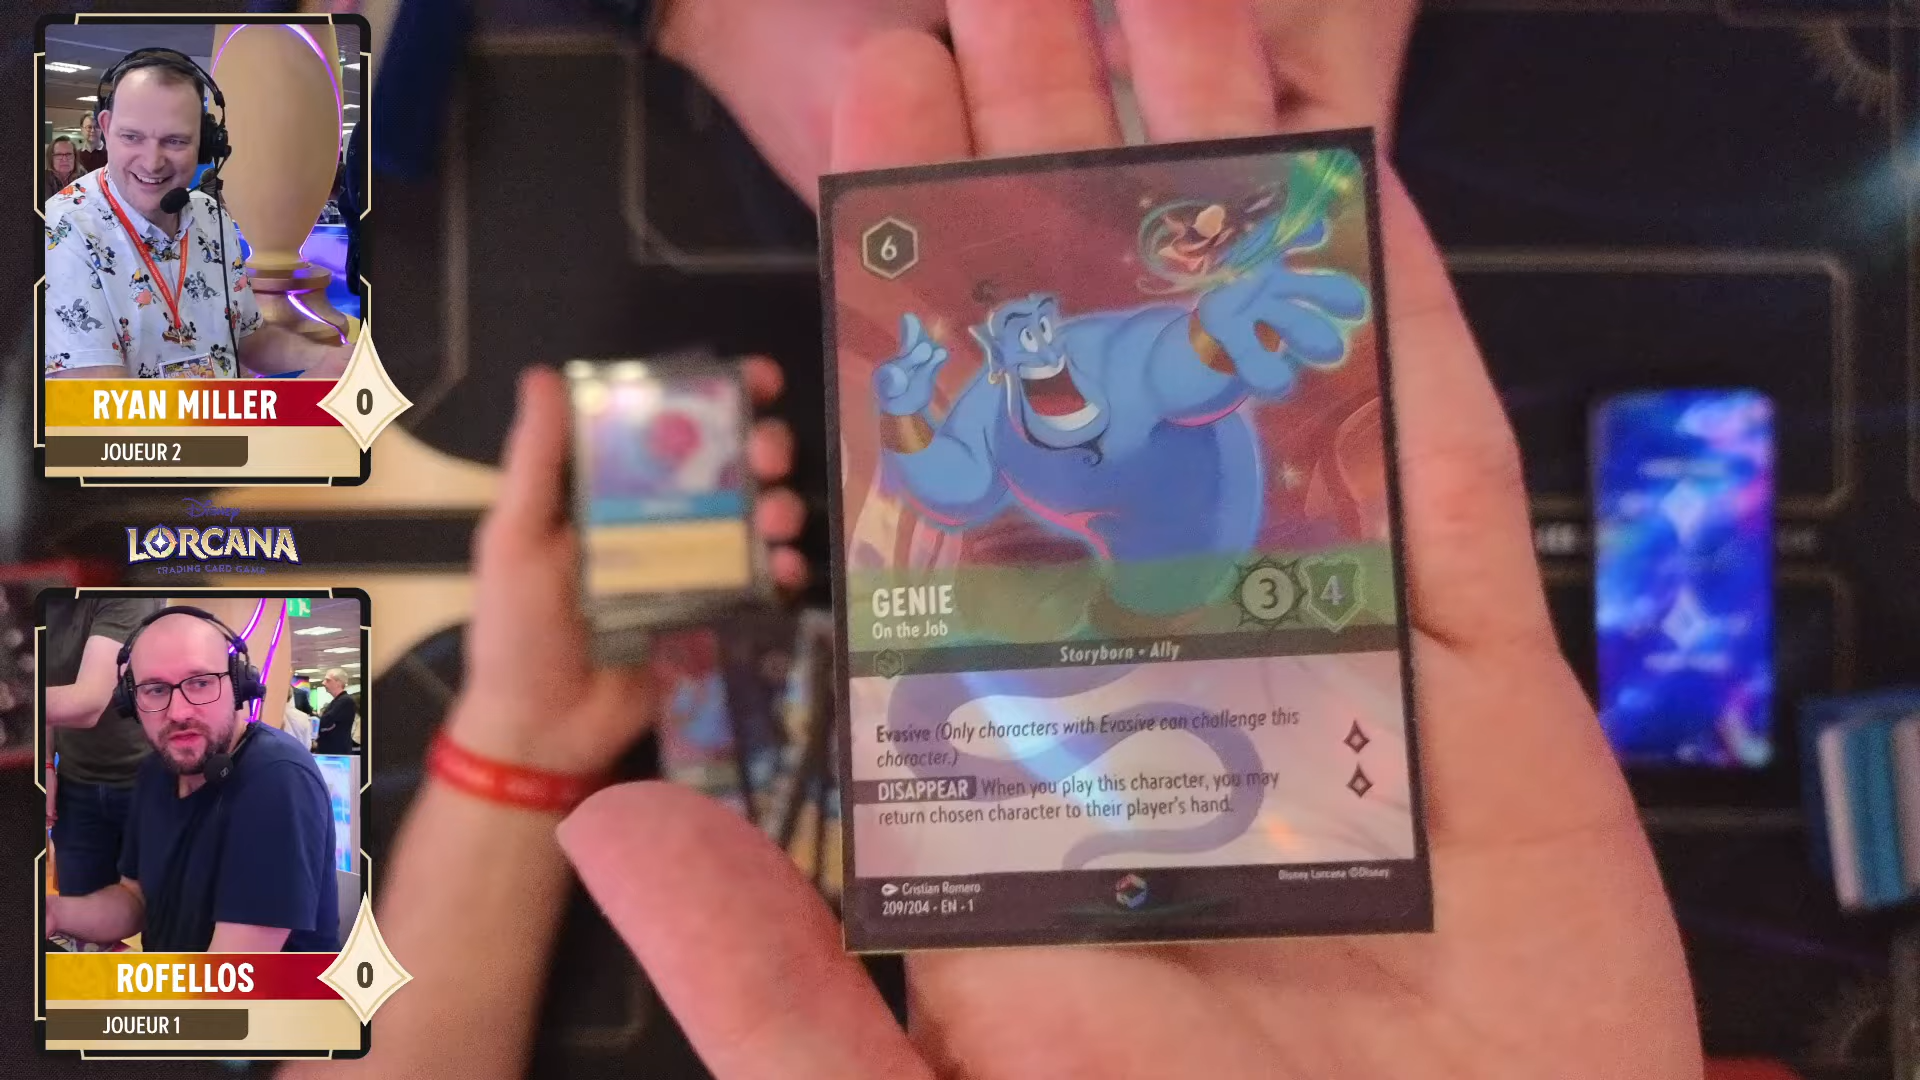 RYAN MILLER
0
JOUEUR 2
Disney
LORCANA
TRADING CARD GAME
ROFELLOS
0
JOUEUR 1
6
GENIE
On the Job
3 4
Storyborn • Ally
Evasive (Only characters with Evasive can challenge this
character.)
DISAPPEAR When you play this character, you may
return chosen character to their player's hand.
Cristian Romero
209/204 • EN • 1
Disney Lorcana ©Disney